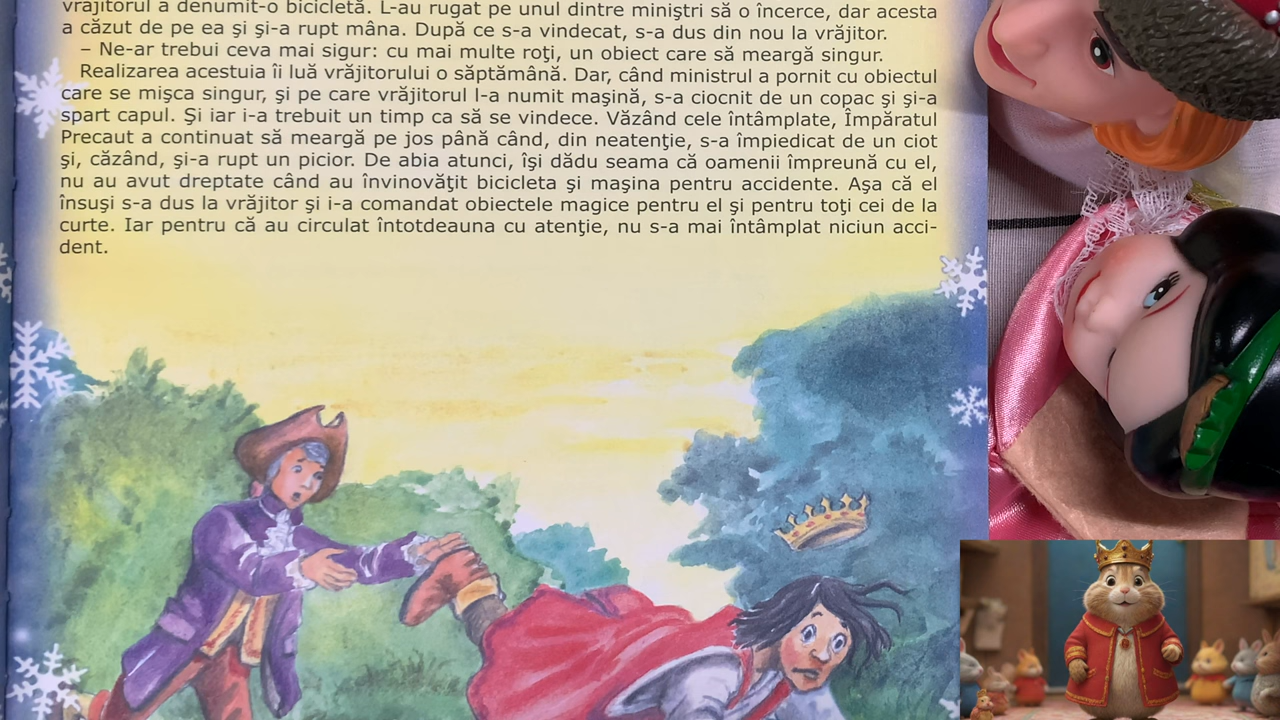 vrăjitorul a denumit-o bicicletă. L-au rugat pe unul dintre miniştri să o încerce, dar acesta
a căzut de pe ea şi şi-a rupt mâna. După ce s-a vindecat, s-a dus din nou la vrăjitor.
– Ne-ar trebui ceva mai sigur: cu mai multe roţi, un obiect care să meargă singur.
Realizarea acestuia îi luă vrăjitorului o săptămână. Dar, când ministrul a pornit cu obiectul
care se mişca singur, şi pe care vrăjitorul l-a numit maşină, s-a ciocnit de un copac şi şi-a
spart capul. Şi iar i-a trebuit un timp ca să se vindece. Văzând cele întâmplate, Împăratul
Precaut a continuat să meargă pe jos până când, din neatenţie, s-a împiedicat de un ciot
şi, căzând, şi-a rupt un picior. De abia atunci, îşi dădu seama că oamenii împreună cu el,
nu au avut dreptate când au învinovăţit bicicleta şi maşina pentru accidente. Aşa că el
însuşi s-a dus la vrăjitor şi i-a comandat obiectele magice pentru el şi pentru toţi cei de la
curte. Iar pentru că au circulat întotdeauna cu atenţie, nu s-a mai întâmplat niciun acci-
dent.